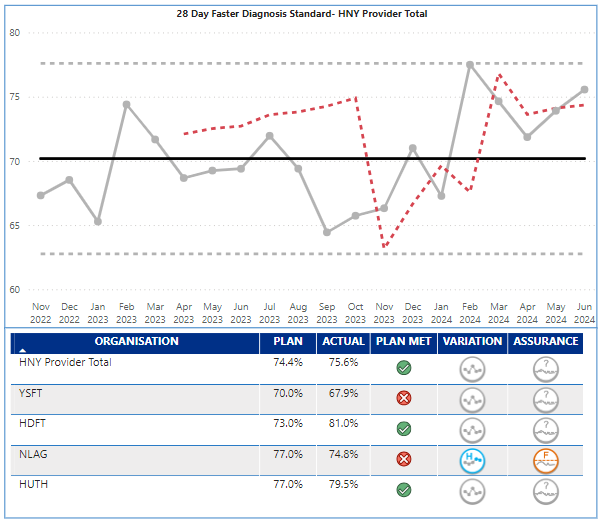 28 Day Faster Diagnosis Standard- HNY Provider Total
80
75
70
65
60
Nov 2022 Dec 2022 Jan 2023 Feb 2023 Mar 2023 Apr 2023 May 2023 Jun 2023 Jul 2023 Aug 2023 Sep 2023 Oct 2023 Nov 2023 Dec 2023 Jan 2024 Feb 2024 Mar 2024 Apr 2024 May 2024 Jun 2024
ORGANISATION PLAN ACTUAL PLAN MET VARIATION ASSURANCE
HNY Provider Total 74.4% 75.6% ?
YSFT 70.0% 67.9% ?
HDFT 73.0% 81.0% ?
NLAG 77.0% 74.8% H F
HUTH 77.0% 79.5% ?